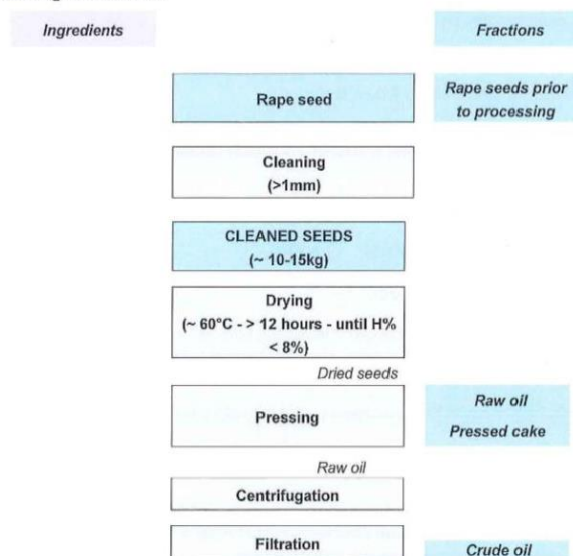 Ingredients
Fractions
Rape seed
Rape seeds prior
to processing
Cleaning
(>1mm)
CLEANED SEEDS
(~ 10-15kg)
Drying
(~ 60°C - > 12 hours - until H%
< 8%)
Dried seeds
Pressing
Raw oil
Pressed cake
Raw oil
Centrifugation
Filtration
Crude oil